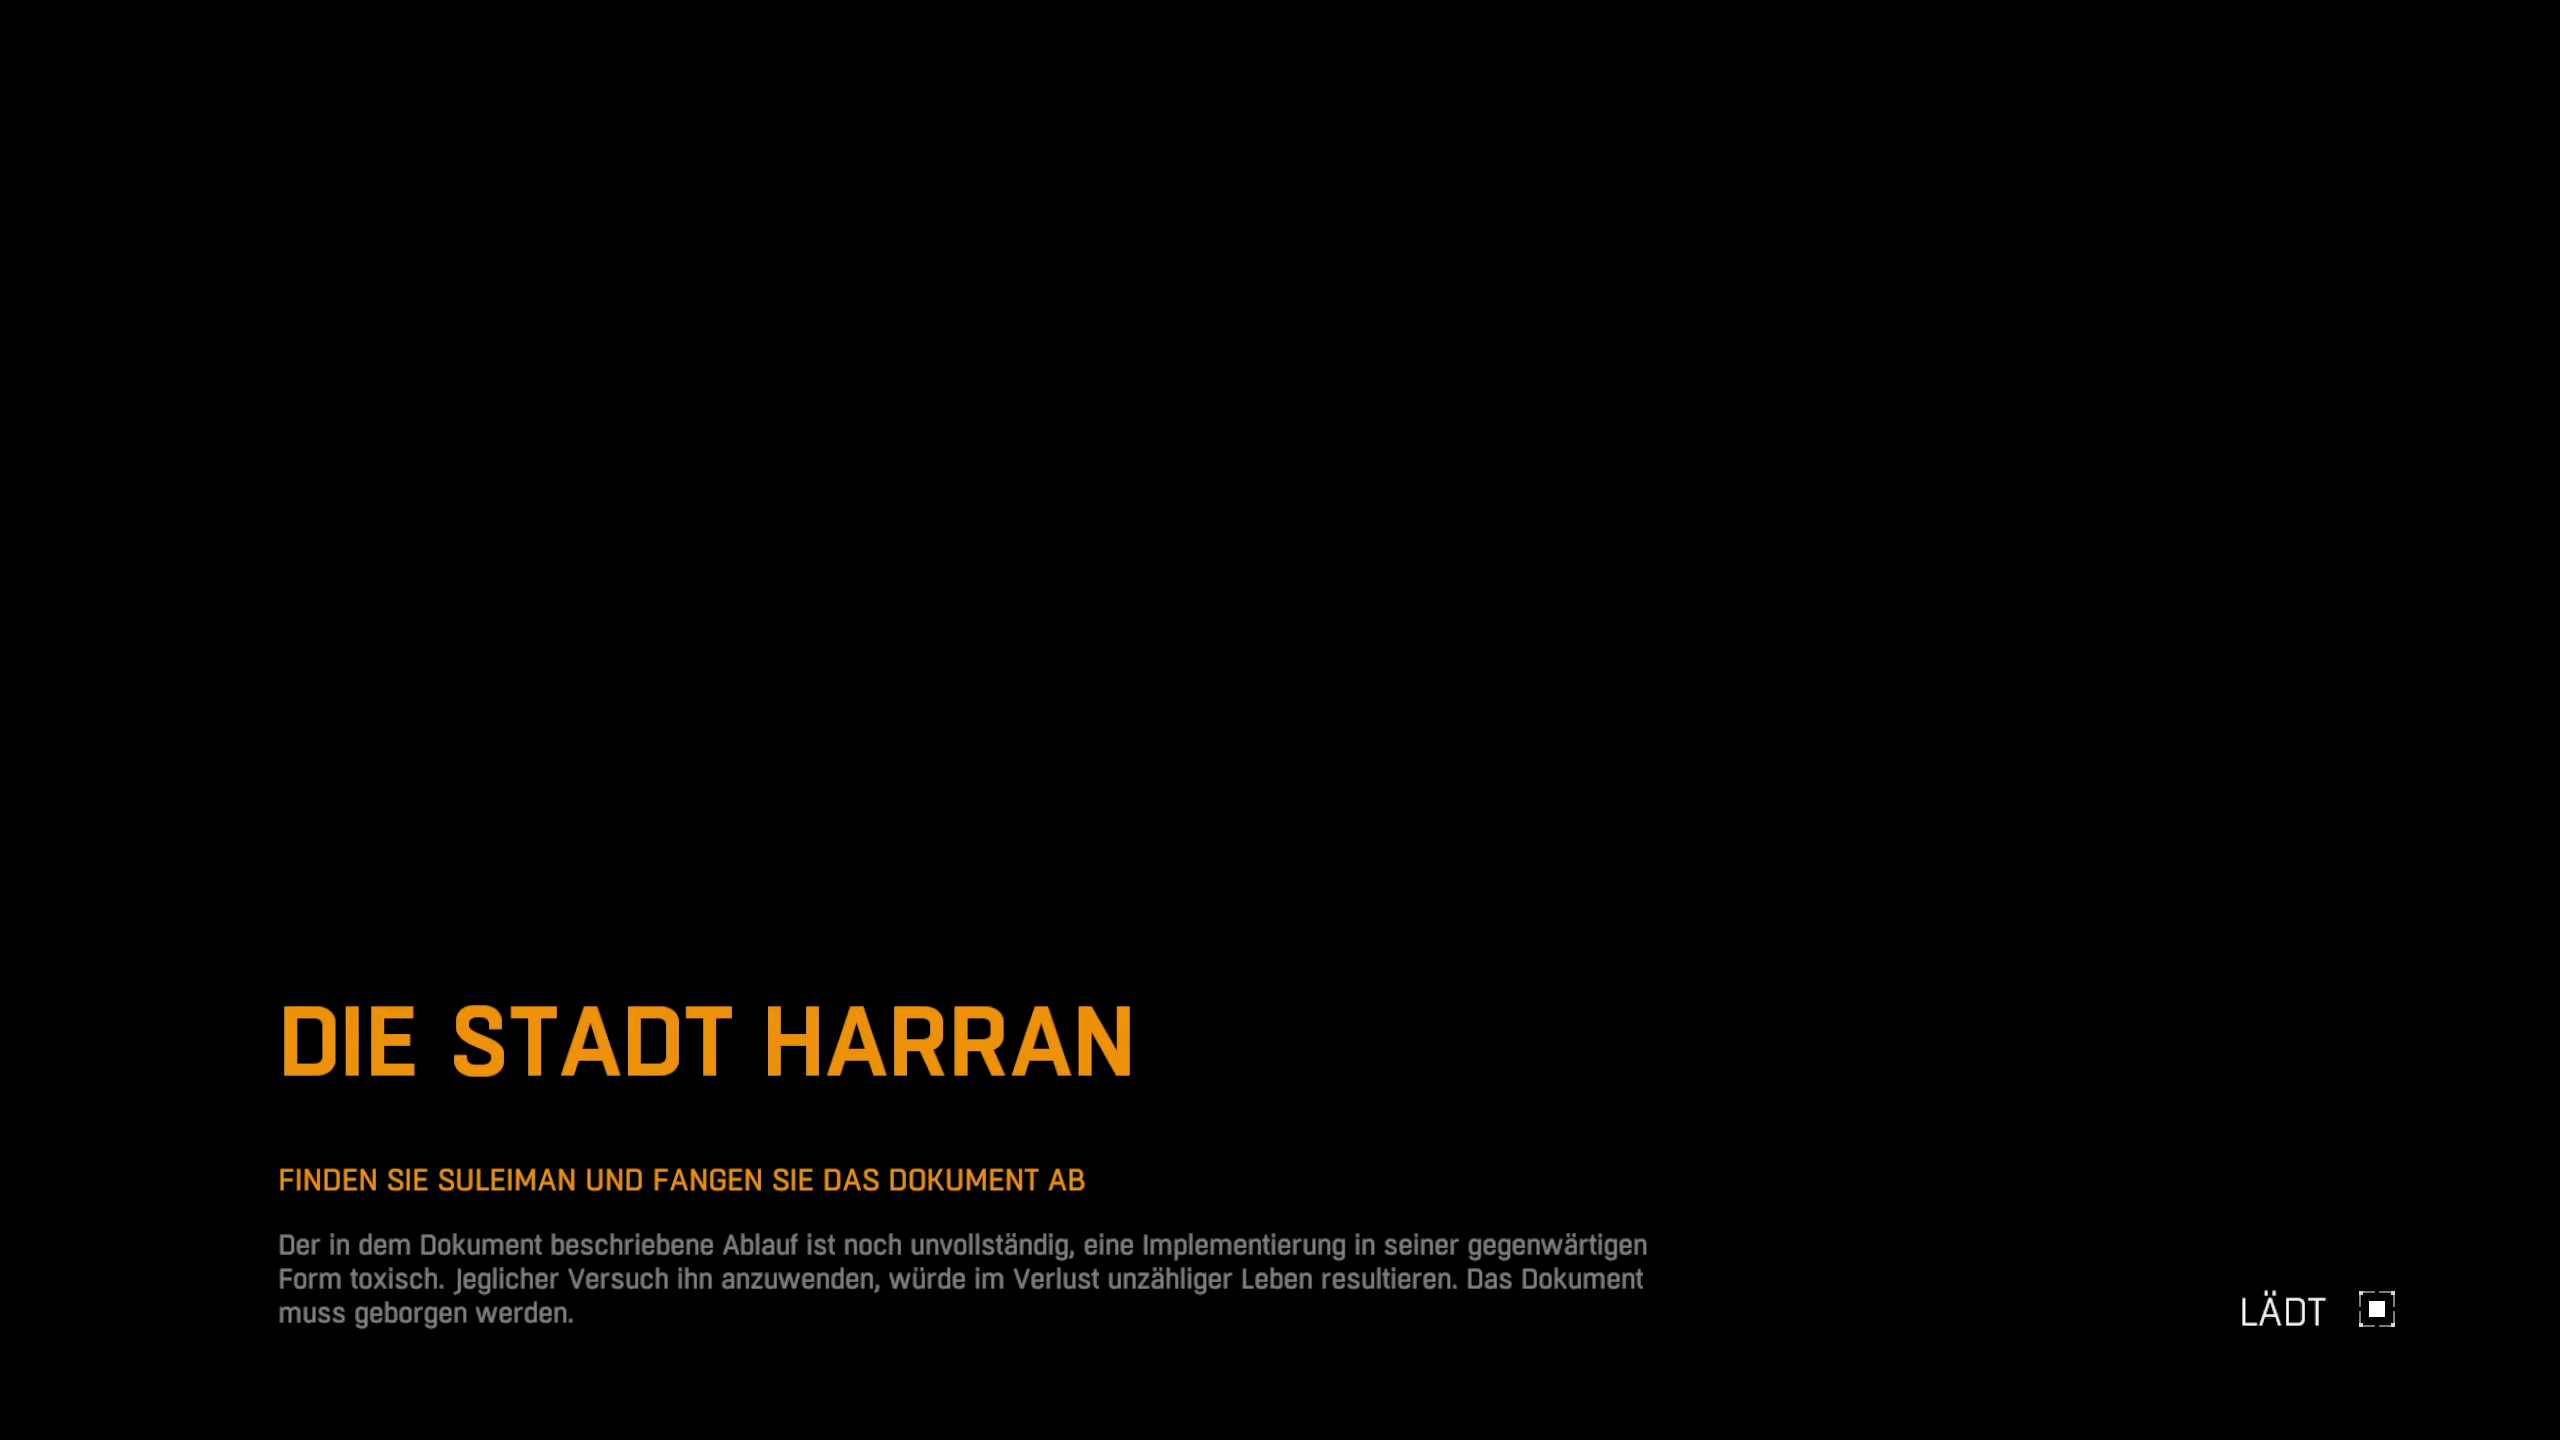 DIE STADT HARRAN
FINDEN SIE SULEIMAN UND FANGEN SIE DAS DOKUMENT AB
Der in dem Dokument beschriebene Ablauf ist noch unvollständig, eine Implementierung in seiner gegenwärtigen
Form toxisch. Jeglicher Versuch ihn anzuwenden, würde im Verlust unzähliger Leben resultieren. Das Dokument
muss geborgen werden.
LÄDT